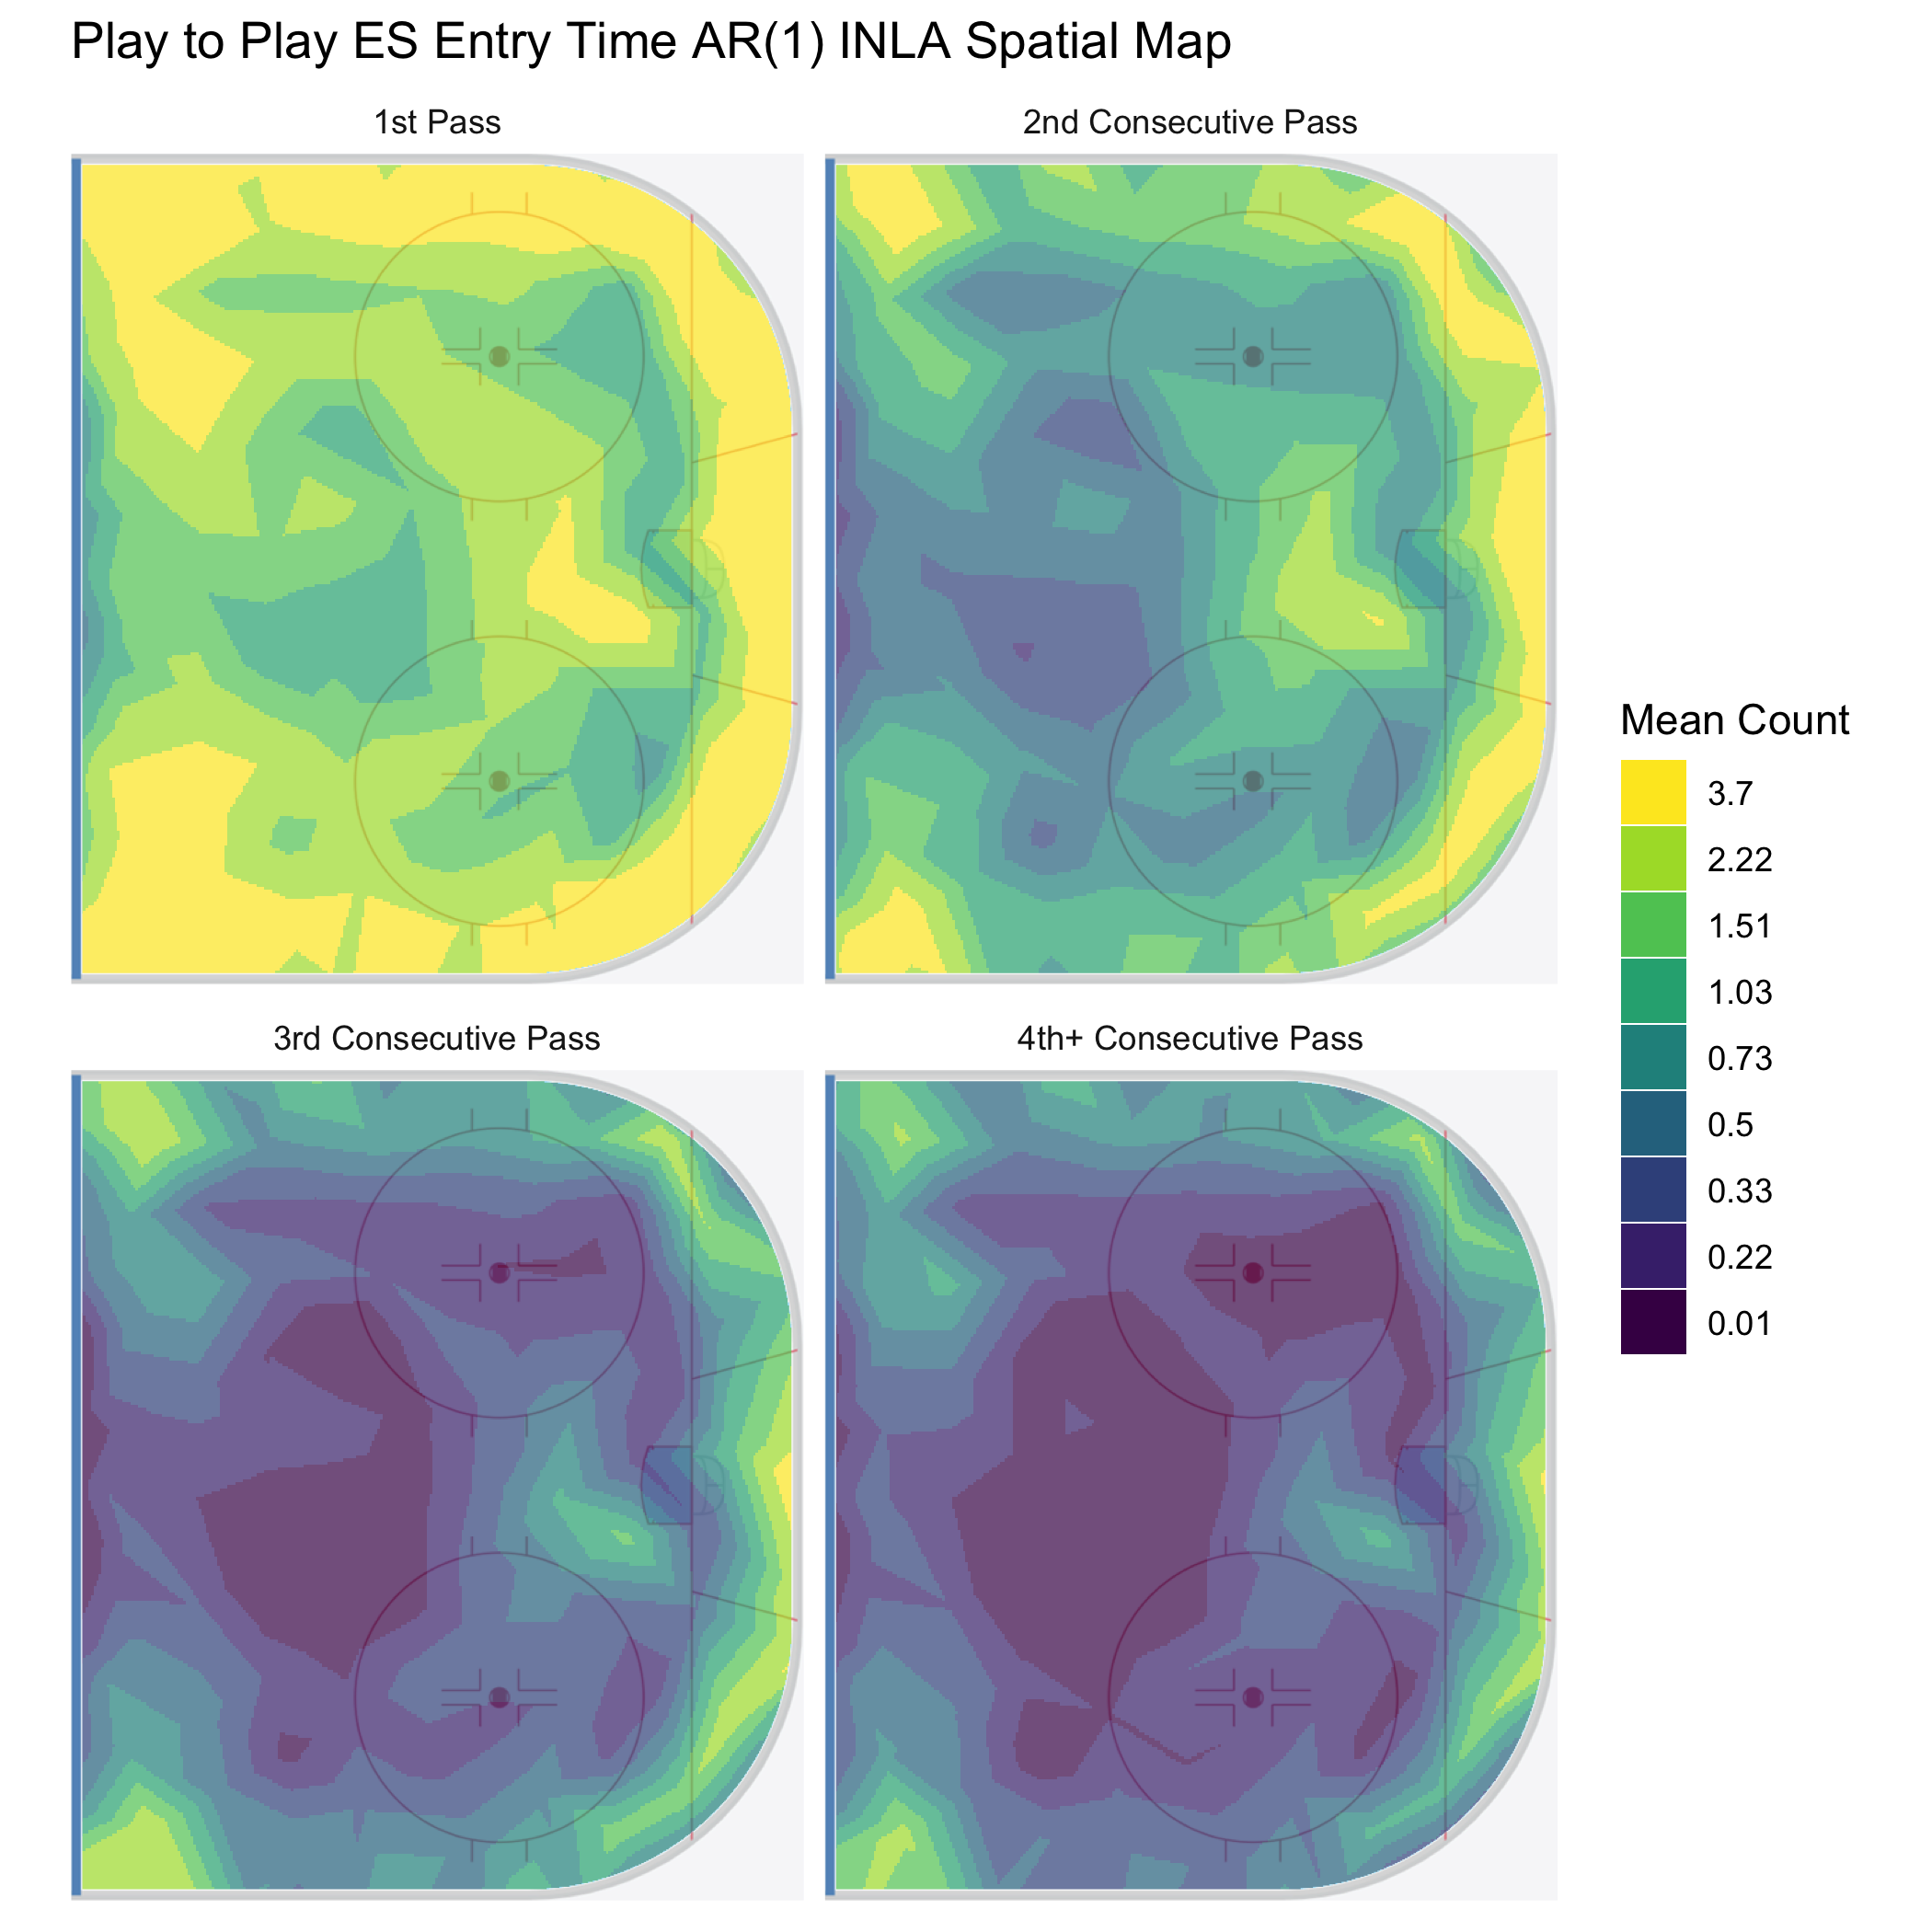 Play to Play ES Entry Time AR(1) INLA Spatial Map
1st Pass
2nd Consecutive Pass
3rd Consecutive Pass
4th+ Consecutive Pass
Mean Count
3.7
2.22
1.51
1.03
0.73
0.5
0.33
0.22
0.01